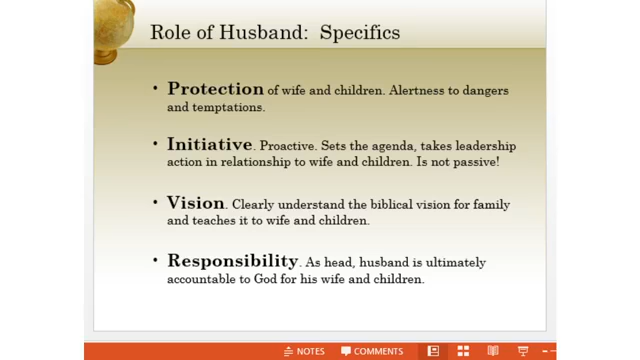 Role of Husband: Specifics
• Protection of wife and children. Alertness to dangers
and temptations.
• Initiative. Proactive. Sets the agenda, takes leadership
action in relationship to wife and children. Is not passive!
• Vision. Clearly understand the biblical vision for family
and teaches it to wife and children.
• Responsibility. As head, husband is ultimately
accountable to God for his wife and children.
NOTES COMMENTS